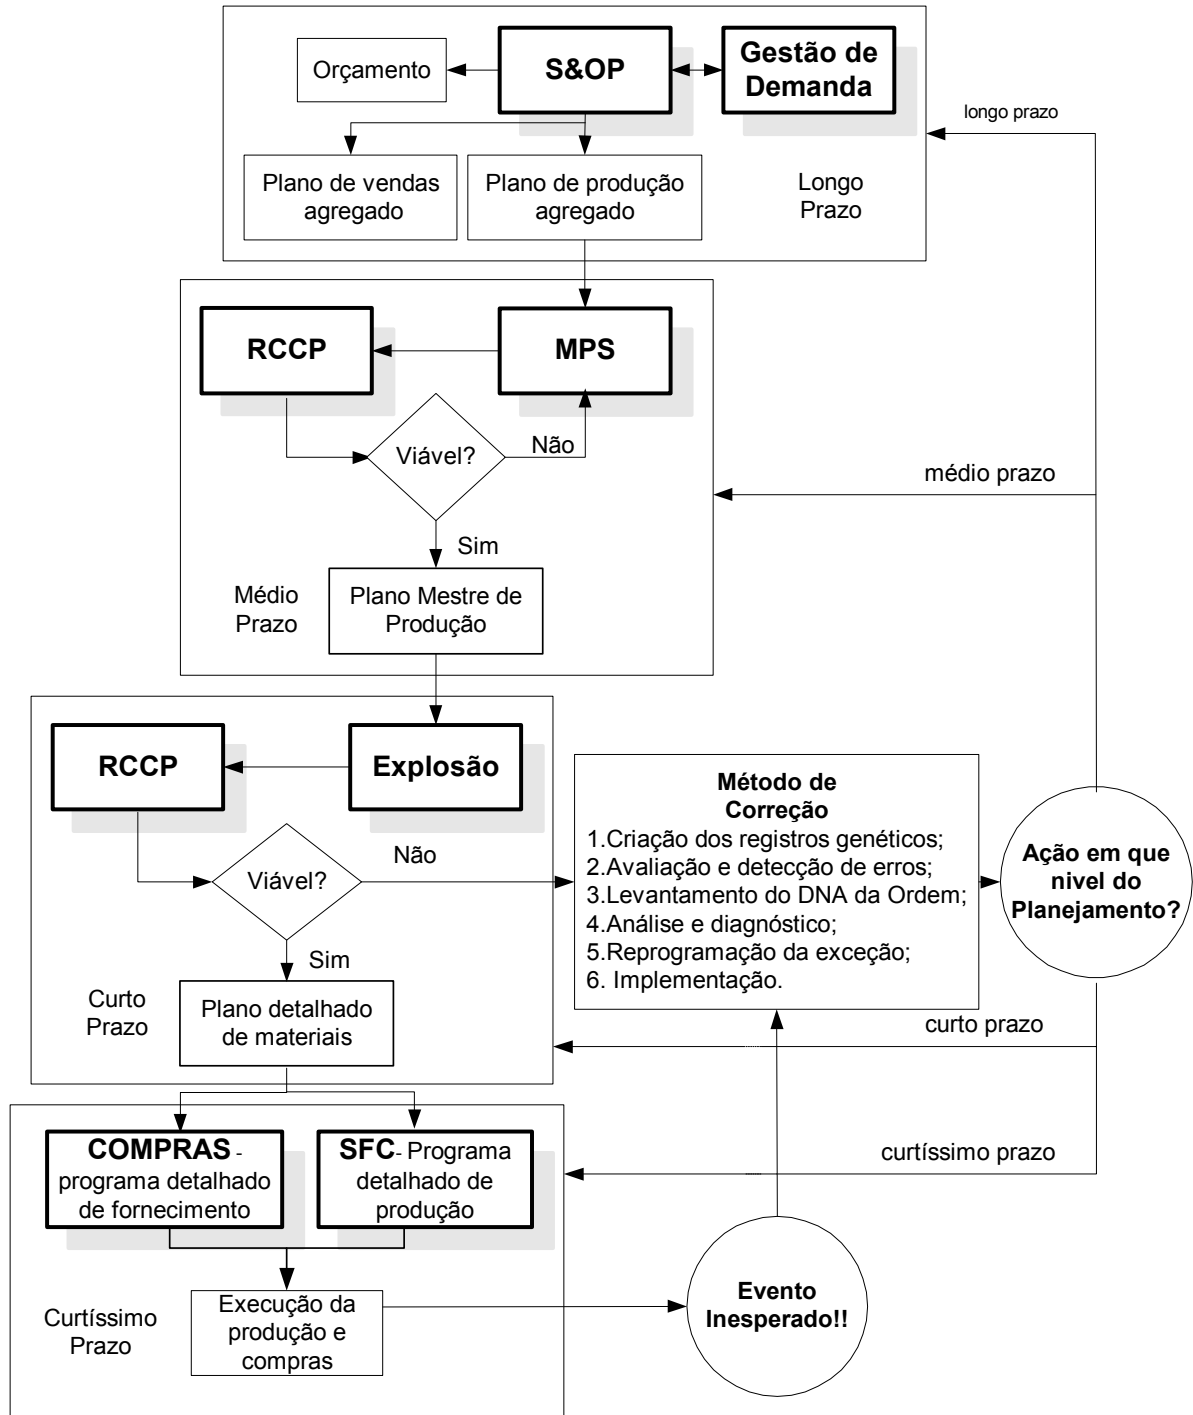 Orçamento
S&OP
Gestão de
Demanda
longo prazo
Plano de vendas
agregado
Plano de produção
agregado
Longo
Prazo
RCCP
MPS
Viável?
Não
médio prazo
Sim
Médio
Prazo
Plano Mestre de
Produção
RCCP
Explosão
Método de
Correção
1.Criação dos registros genéticos;
2.Avaliação e detecção de erros;
3.Levantamento do DNA da Ordem;
4.Análise e diagnóstico;
5.Reprogramação da exceção;
6. Implementação.
Ação em que
nivel do
Planejamento?
Viável?
Não
Sim
Curto
Prazo
Plano detalhado
de materiais
curto prazo
COMPRAS -
programa detalhado
de fornecimento
SFC- Programa
detalhado de
produção
curtíssimo prazo
Curtíssimo
Prazo
Execução da
produção e
compras
Evento
Inesperado!!